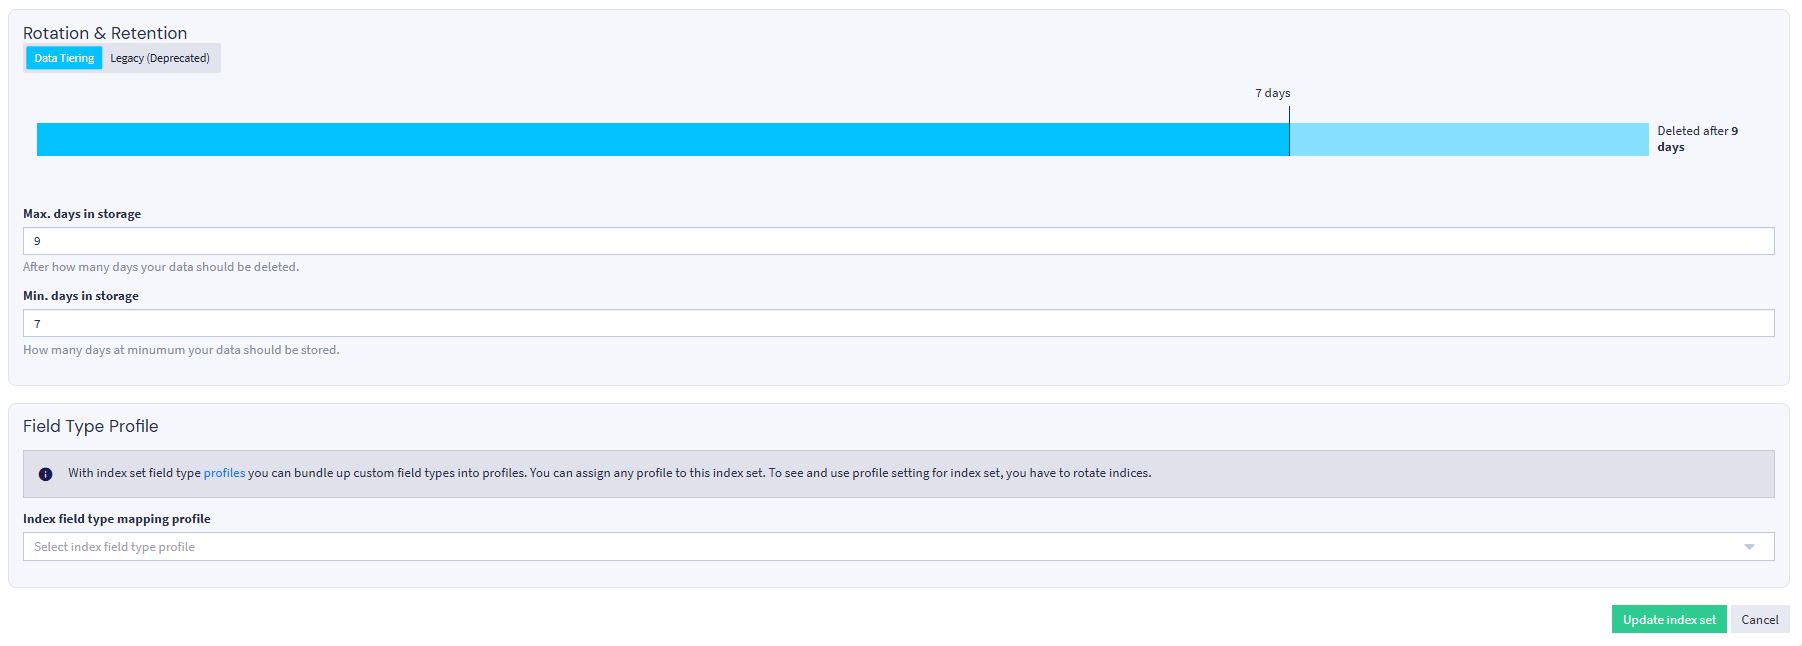 Rotation & Retention
Data Tiering Legacy (Deprecated)
7 days
Deleted after 9
days
Max. days in storage
9
After how many days your data should be deleted.
Min. days in storage
7
How many days at minumum your data should be stored.
Field Type Profile
With index set field type profiles you can bundle up custom field types into profiles. You can assign any profile to this index set. To see and use profile setting for index set, you have to rotate indices.
Index field type mapping profile
Select index field type profile
Update index set Cancel